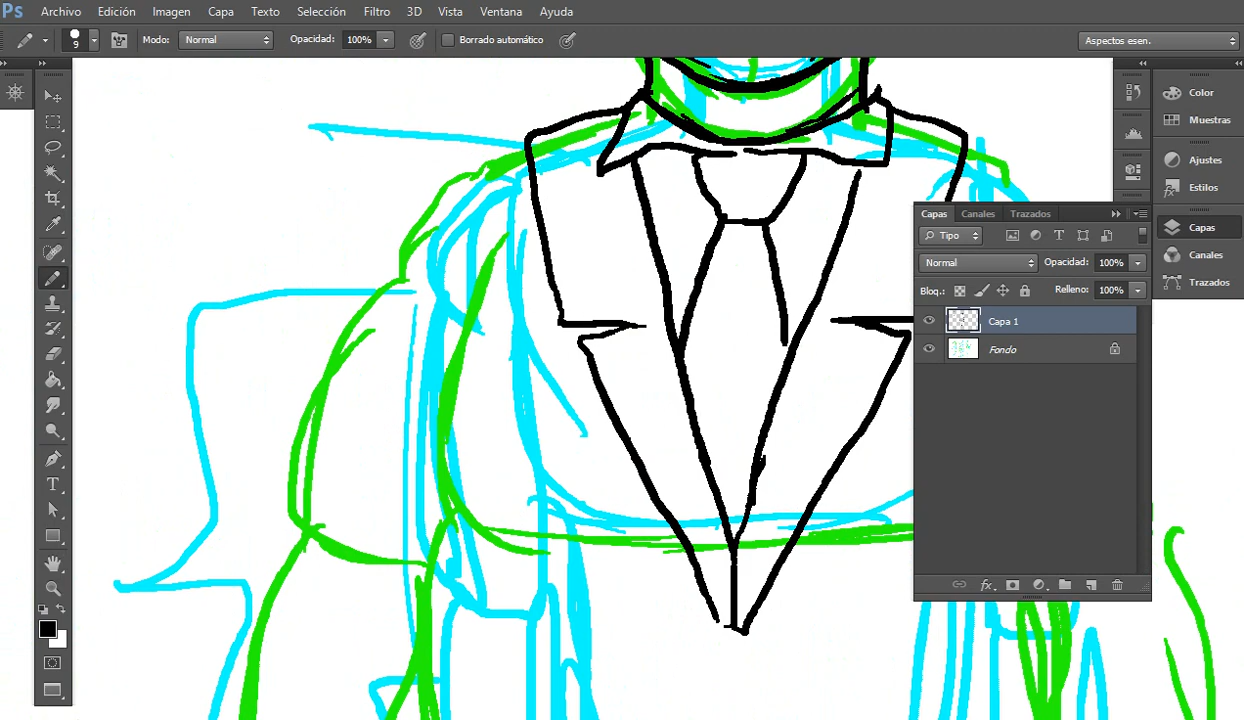 Ps Archivo Edición Imagen Capa Texto Selección Filtro 3D Vista Ventana Ayuda
9 Modo: Normal Opacidad: 100% Borrado automático Aspectos esen.
Color
Muestras
Ajustes
Estilos
Capas
Canales
Trazados
Capas Canales Trazados
Tipo
Normal Opacidad: 100%
Bloq.: Relleno: 100%
Capa 1
Fondo
fx
T